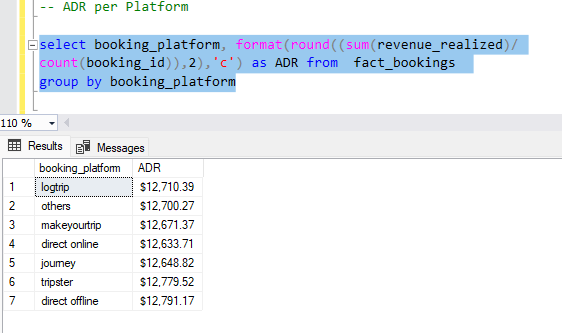 -- ADR per Platform
select booking_platform, format(round((sum(revenue_realized)/
count(booking_id)),2),'c') as ADR from  fact_bookings
group by booking_platform
110 %
Results Messages
booking_platform ADR
1 logtrip $12,710.39
2 others $12,700.27
3 makeyourtrip $12,671.37
4 direct online $12,633.71
5 journey $12,648.82
6 tripster $12,779.52
7 direct offline $12,791.17